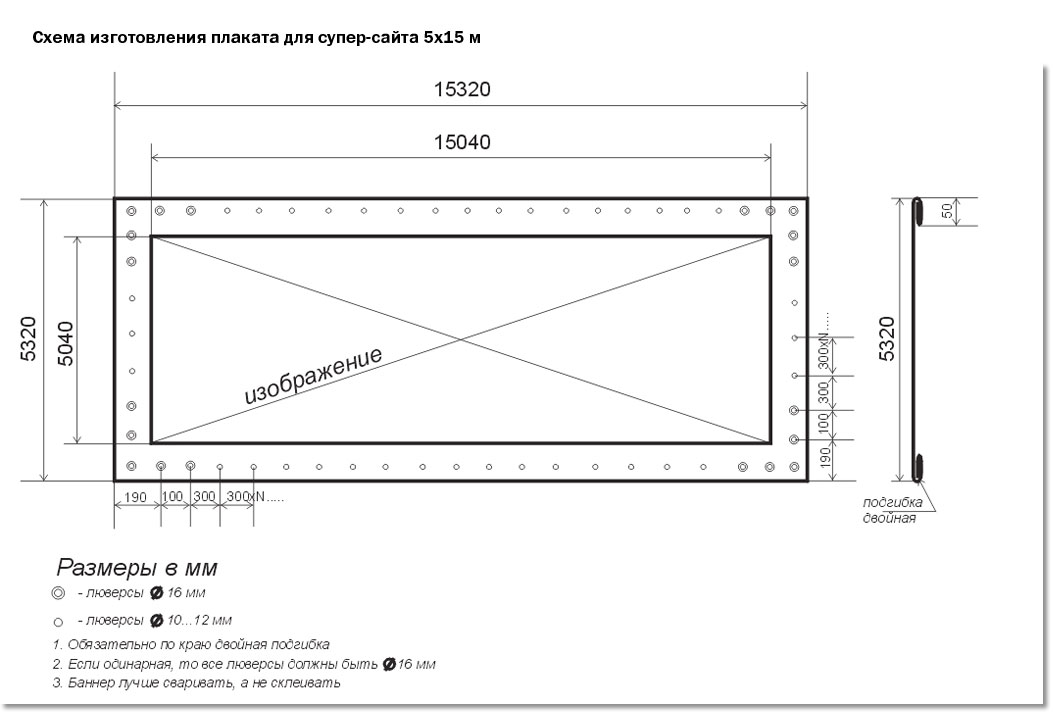 Схема изготовления плаката для супер-сайта 5х15 м
15320
15040
50
5320
5040
изображение
5320
300xN.....
300
100
190
190
100
300
300xN.....
подгибка
двойная
Размеры в мм
- люверсы Ø 16 мм
- люверсы Ø 10...12 мм
1. Обязательно по краю двойная подгибка
2. Если одинарная, то все люверсы должны быть Ø16 мм
3. Баннер лучше сваривать, а не склеивать